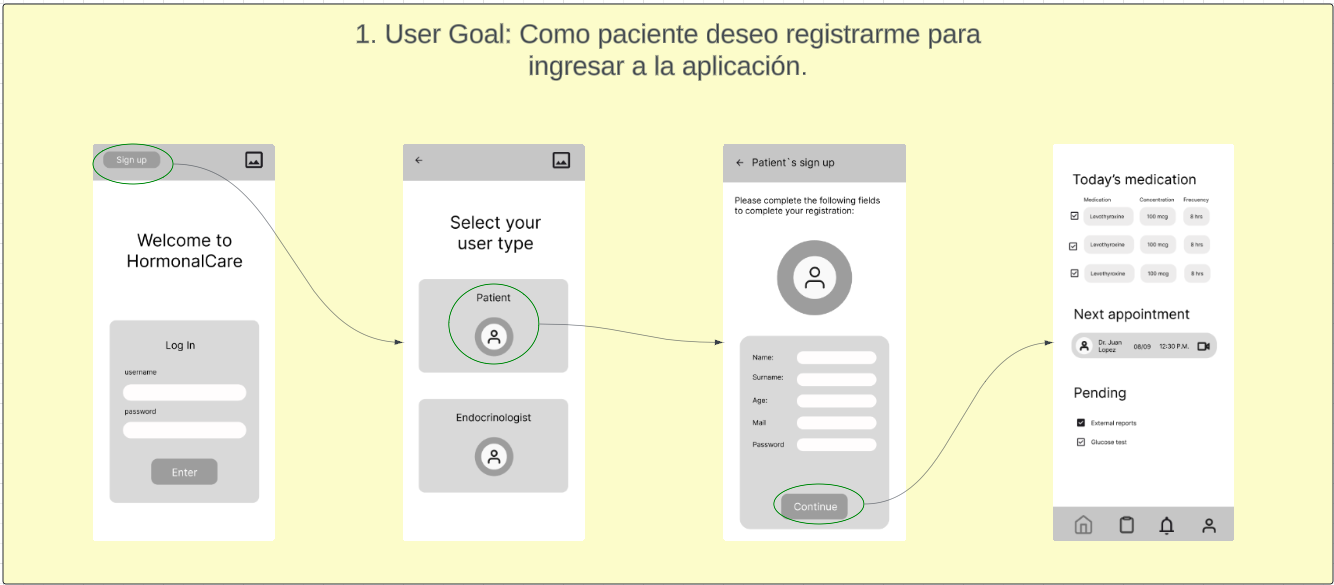 1. User Goal: Como paciente deseo registrarme para
ingresar a la aplicación.
Sign up
Welcome to
HormonalCare
Log In
username
password
Enter
Select your
user type
Patient
Endocrinologist
Patient`s sign up
Please complete the following fields
to complete your registration:
Name:
Surname:
Age:
Mail
Password
Continue
Today's medication
Medication Concentration Frecuency
Levothyroxine 100 mcg 8 hrs
Levothyroxine 100 mcg 8 hrs
Levothyroxine 100 mcg 8 hrs
Next appointment
Dr. Juan
Lopez 08/09 12:30 P.M.
Pending
External reports
Glucose test